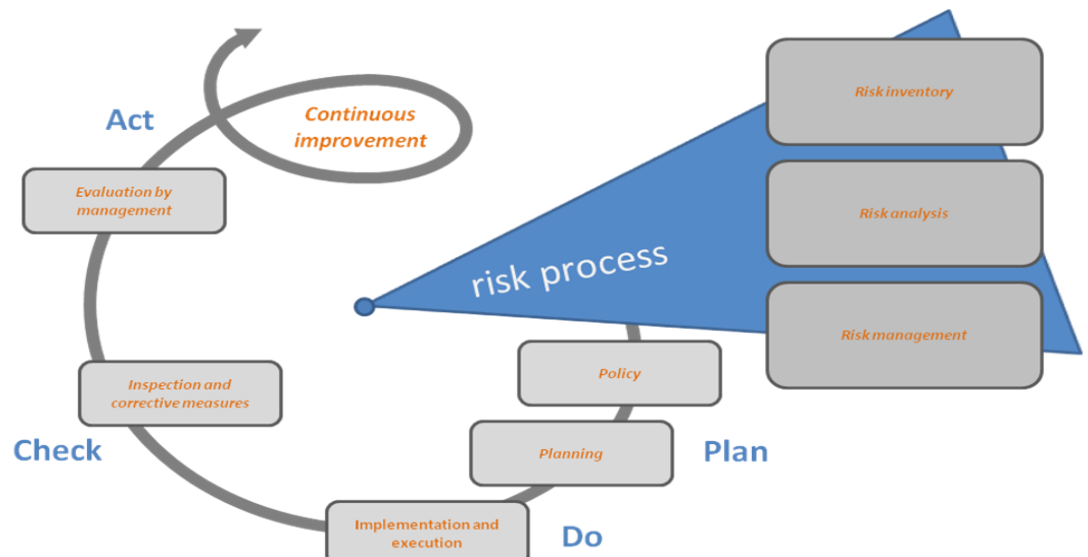 Act
Continuous
improvement
Risk inventory
Evaluation by
management
Risk analysis
risk process
Risk management
Policy
Inspection and
corrective measures
Check
Planning
Plan
Implementation and
execution
Do